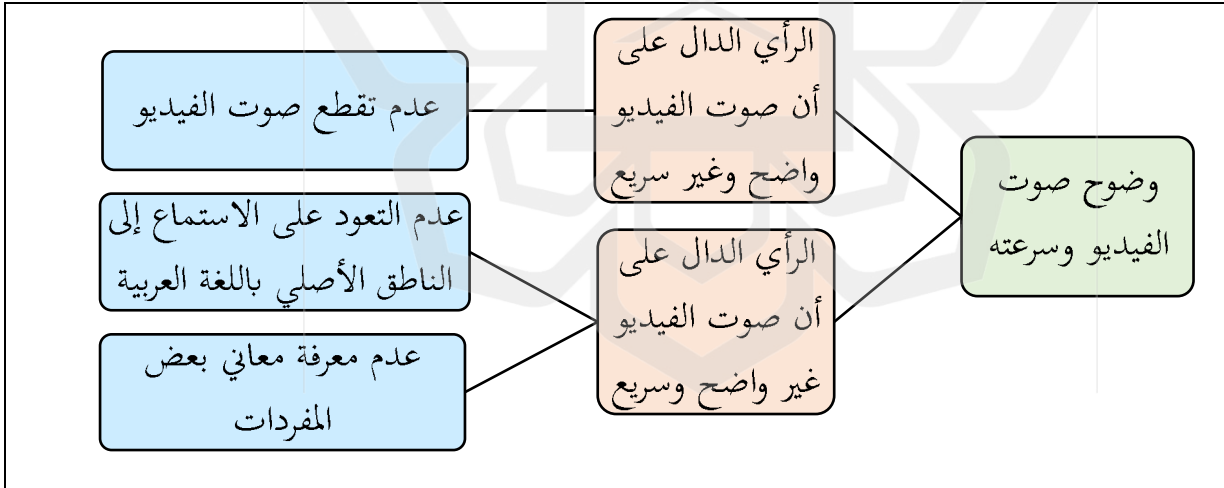 وضوح صوت
الفيديو وسرعته
الرأي الدال على
أن صوت الفيديو
واضح وغير سريع
عدم تقطع صوت الفيديو
الرأي الدال على
أن صوت الفيديو
غير واضح وسريع
عدم التعود على الاستماع إلى
الناطق الأصلي باللغة العربية
عدم معرفة معاني بعض
المفردات